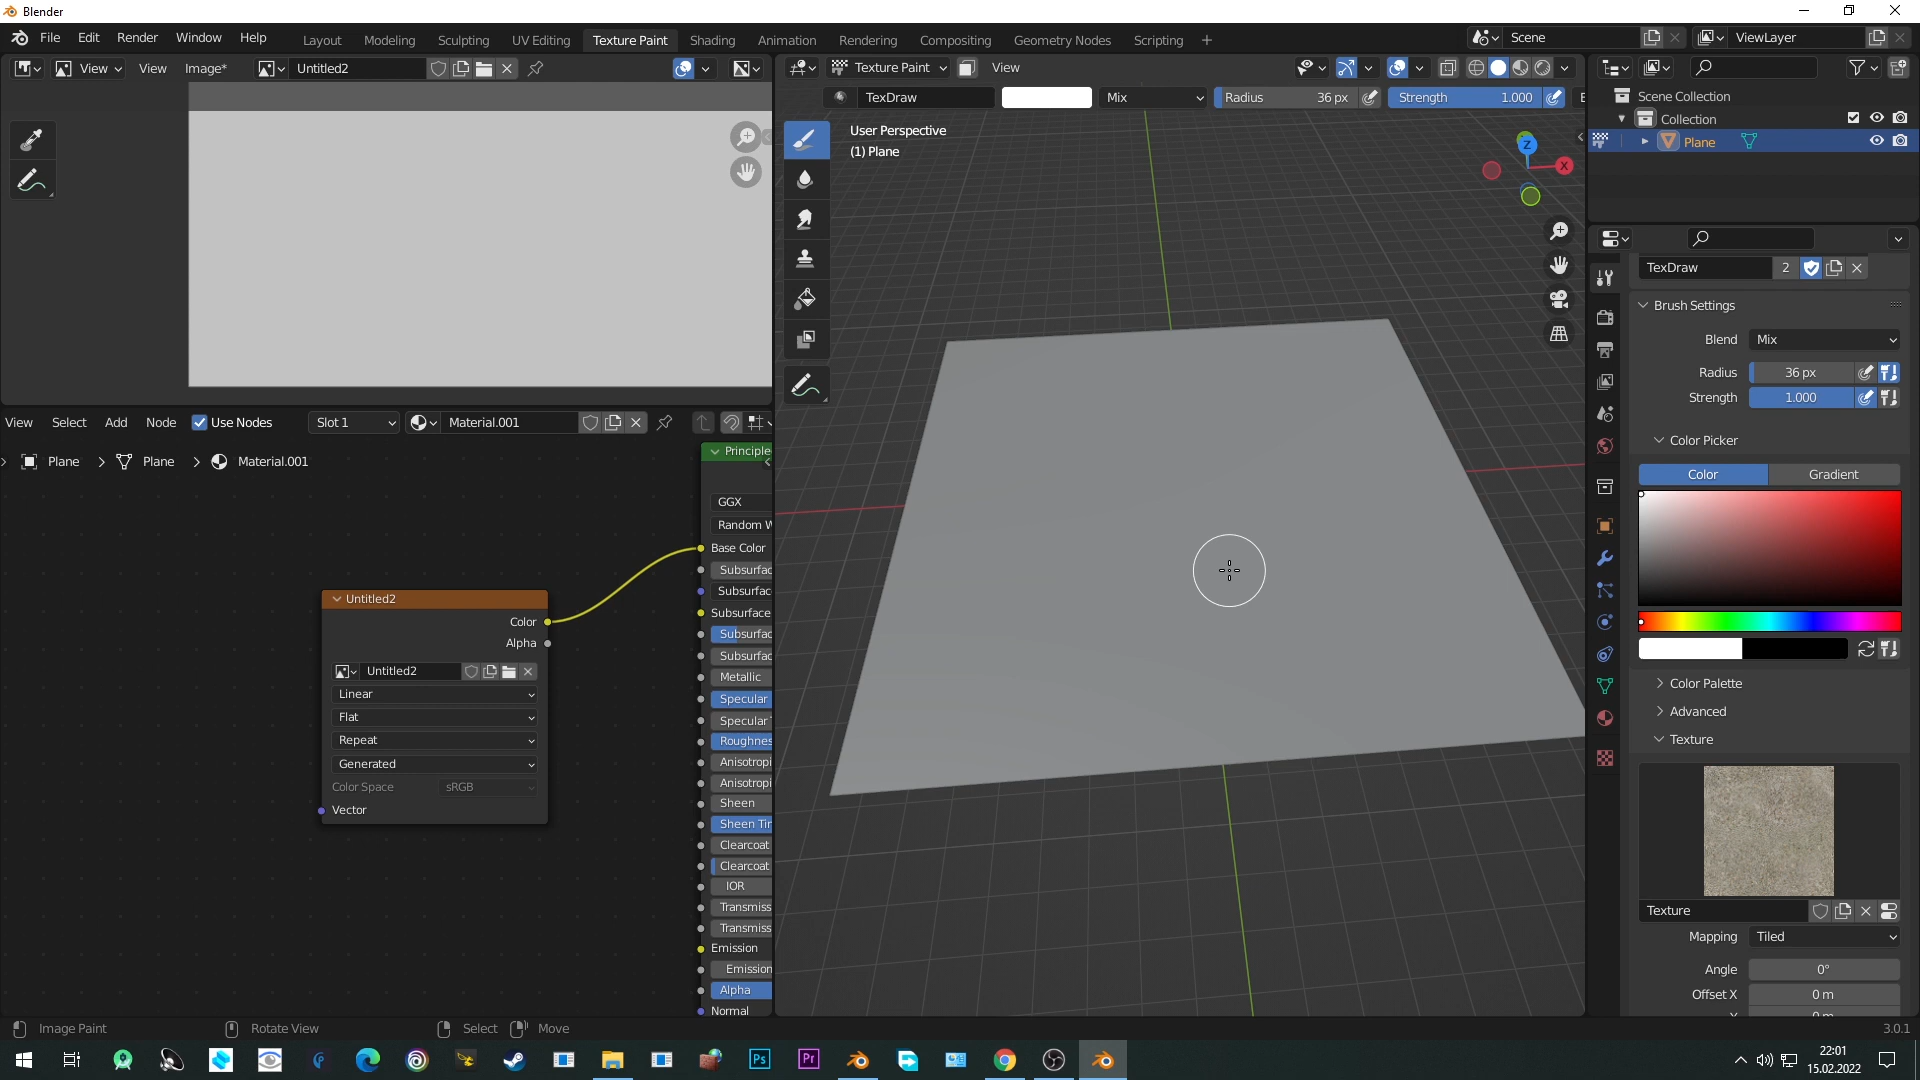 Blender
File Edit Render Window Help
Layout Modeling Sculpting UV Editing Texture Paint Shading Animation Rendering Compositing Geometry Nodes Scripting +
Scene
ViewLayer
View View Image* Untitled2
Texture Paint View
TexDraw Mix Radius 36 px Strength 1.000
User Perspective
(1) Plane
Z
X
Scene Collection
Collection
Plane
TexDraw 2
Brush Settings
Blend Mix
Radius 36 px
Strength 1.000
Color Picker
Color Gradient
Color Palette
Advanced
Texture
Texture
Mapping Tiled
Angle 0°
Offset X 0 m
View Select Add Node Use Nodes Slot 1 Material.001
Plane Plane Material.001
Untitled2
Color
Alpha
Untitled2
Linear
Flat
Repeat
Generated
Color Space sRGB
Vector
Principle
GGX
Random W
Base Color
Subsurfac
Subsurfac
Subsurface
Subsurfac
Subsurfac
Metallic
Specular
Specular
Roughnes
Anisotropi
Anisotropi
Sheen
Sheen Tin
Clearcoat
Clearcoat
IOR
Transmiss
Transmiss
Emission
Emission
Alpha
Normal
Image Paint Rotate View Select Move 3.0.1
Ps Pr
22:01
15.02.2022